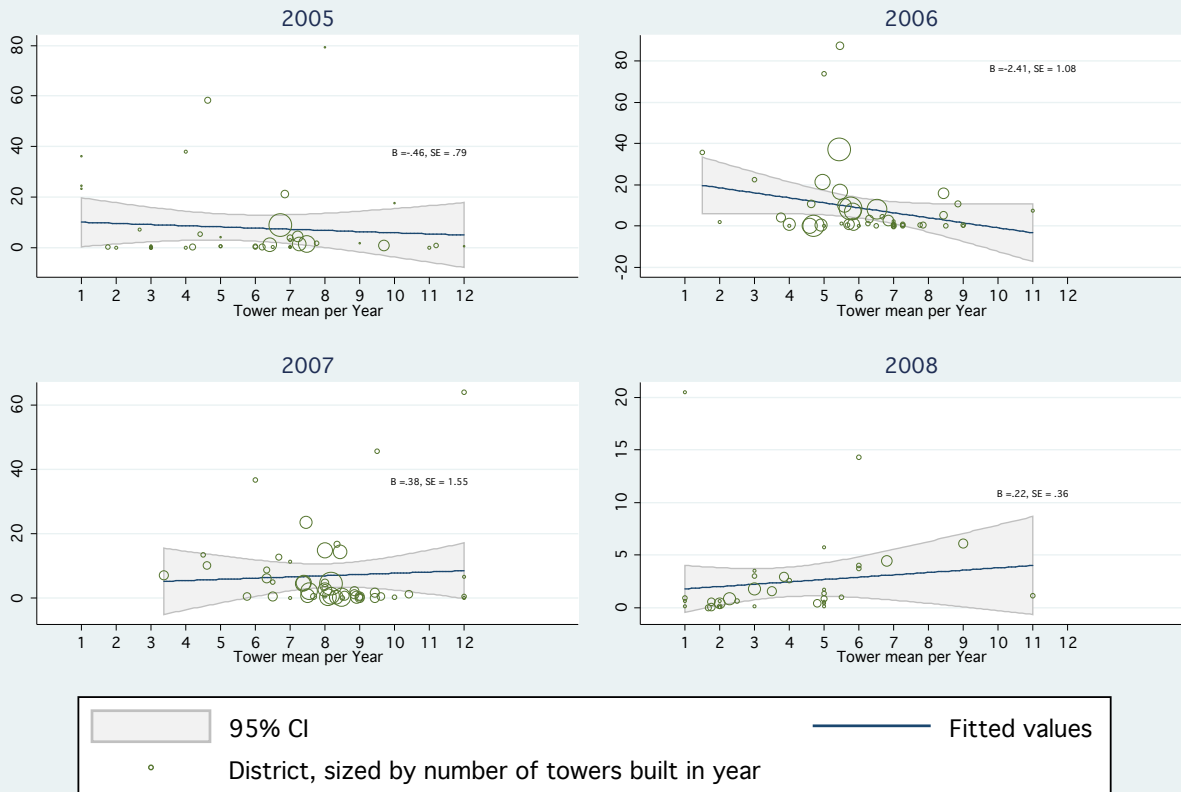 2005
80
60
40
20
0
B =-.46, SE = .79
1 2 3 4 5 6 7 8 9 10 11 12
Tower mean per Year
2006
80
60
40
20
0
-20
B =-2.41, SE = 1.08
1 2 3 4 5 6 7 8 9 10 11 12
Tower mean per Year
2007
60
40
20
0
B =.38, SE = 1.55
1 2 3 4 5 6 7 8 9 10 11 12
Tower mean per Year
2008
20
15
10
5
0
B =.22, SE = .36
1 2 3 4 5 6 7 8 9 10 11 12
Tower mean per Year
95% CI
Fitted values
District, sized by number of towers built in year